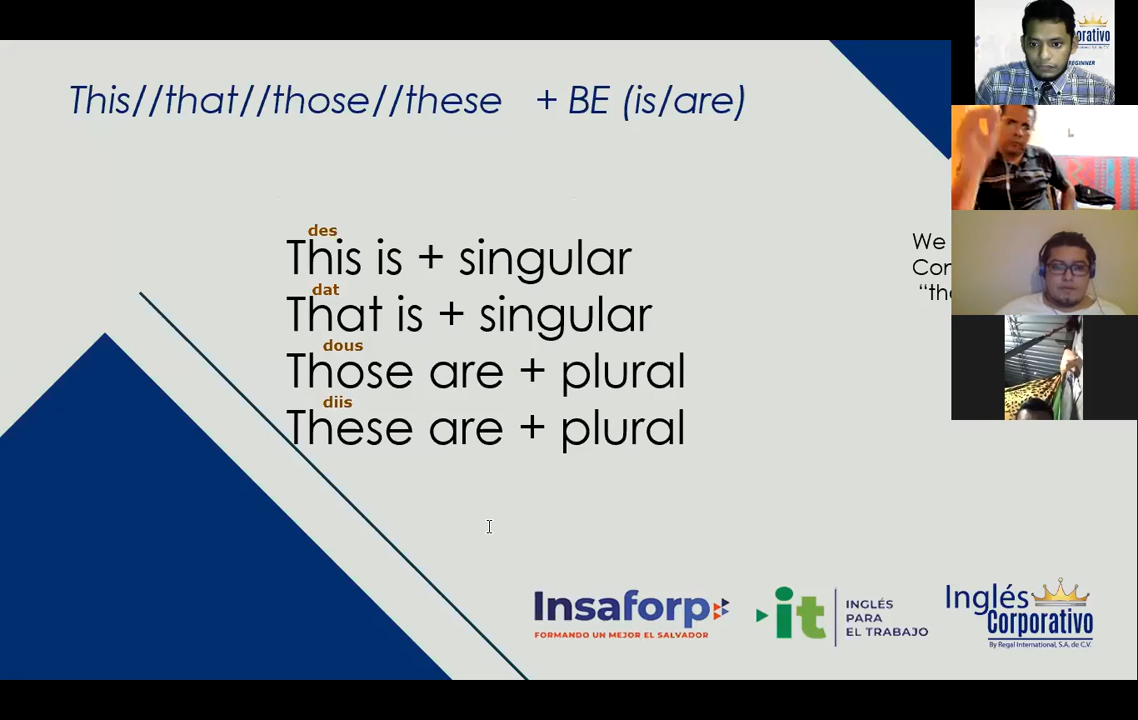 This//that//those//these + BE (is/are)
des
This is + singular
dat
That is + singular
dous
Those are + plural
diis
These are + plural
We
Insaforp
FORMANDO UN MEJOR EL SALVADOR
it
INGLÉS
PARA
EL TRABAJO
Inglés
Corporativo
By Regal International, S.A. de C.V.